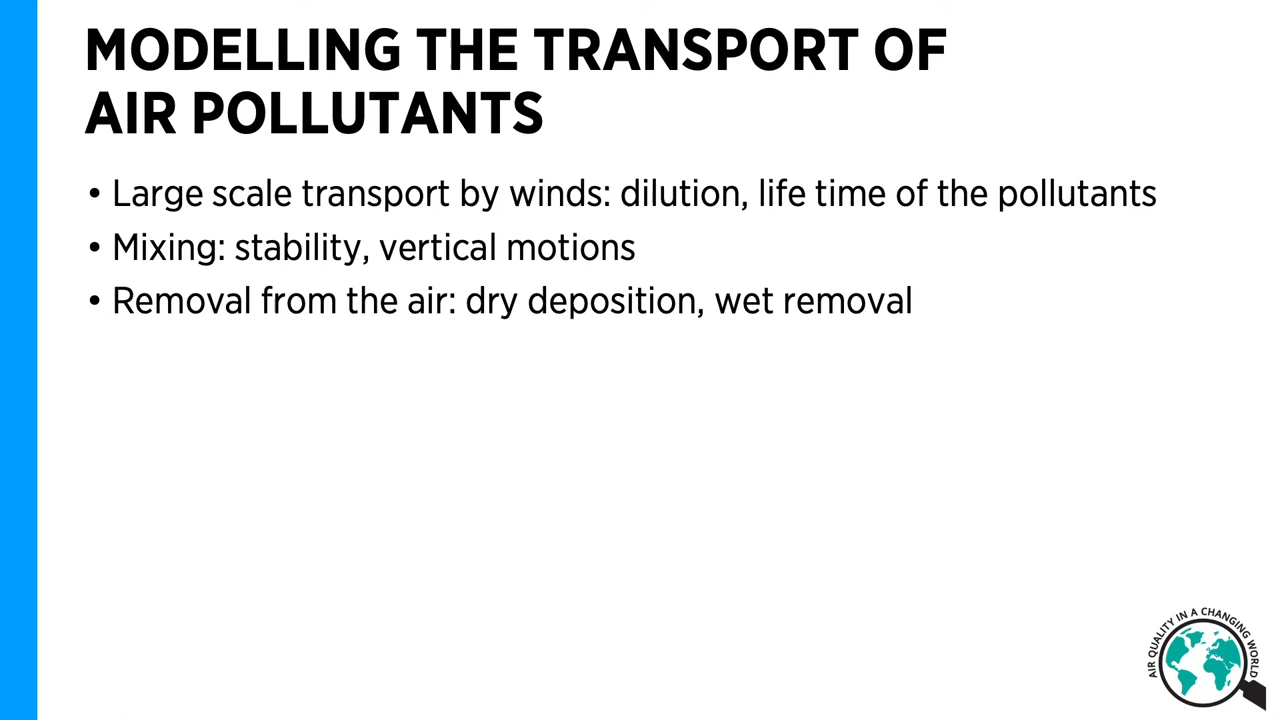 MODELLING THE TRANSPORT OF
AIR POLLUTANTS
• Large scale transport by winds: dilution, life time of the pollutants
• Mixing: stability, vertical motions
• Removal from the air: dry deposition, wet removal
AIR QUALITY IN A CHANGING WORLD